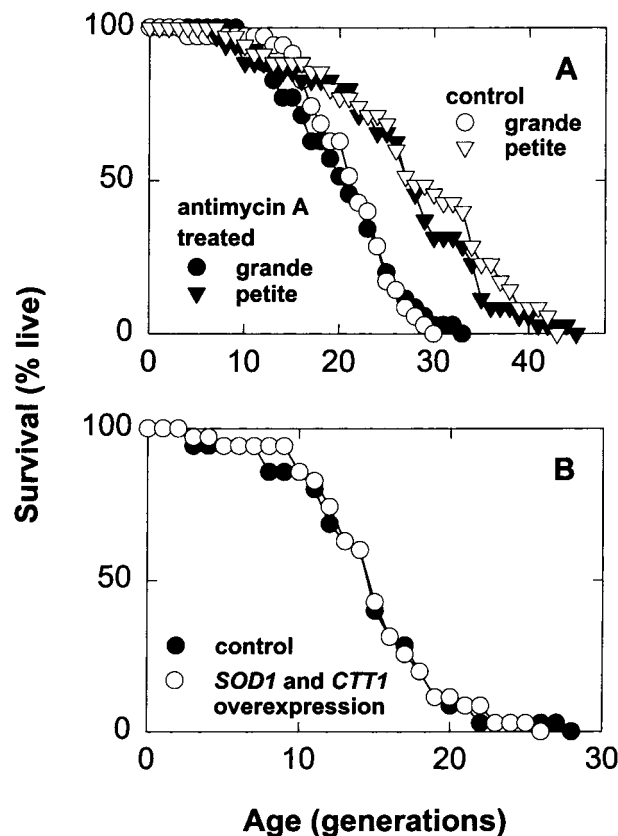 100
A
control
grande
petite
50
antimycin A
treated
grande
petite
0
0 10 20 30 40
Survival (% live)
100
B
50
control
SOD1 and CTT1
overexpression
0
0 10 20 30
Age (generations)